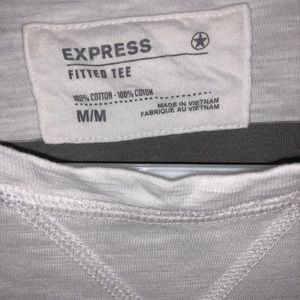 EXPRESS
FITTED TEE
100% COTTON - 100% COTON
M/M
MADE IN VIETNAM
FABRIQUÉ AU VIETNAM